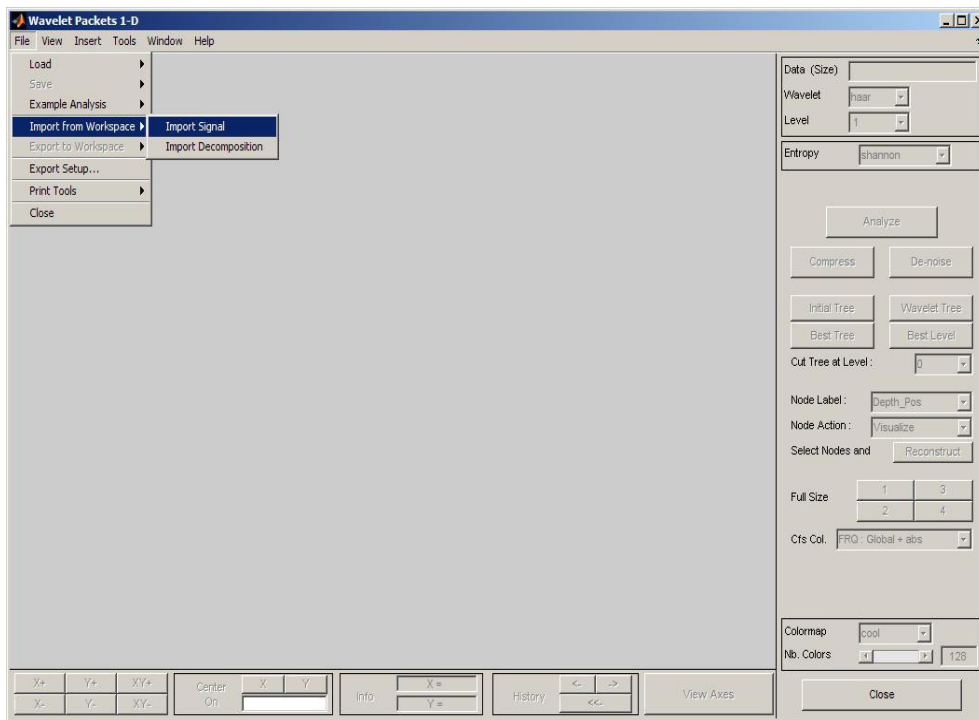 Wavelet Packets 1-D
File View Insert Tools Window Help
Load
Save
Example Analysis
Import from Workspace
Import Signal
Export to Workspace
Import Decomposition
Export Setup...
Print Tools
Close
Data (Size)
Wavelet haar
Level 1
Entropy shannon
Analyze
Compress De-noise
Initial Tree Wavelet Tree
Best Tree Best Level
Cut Tree at Level : 0
Node Label : Depth_Pos
Node Action : Visualize
Select Nodes and Reconstruct
Full Size 1 3
2 4
Cfs Col. FRQ : Global + abs
Colormap cool
Nb. Colors 128
X+ Y+ XY+
X- Y- XY-
Center On X Y
Info X =
Y =
History <- ->
<<-
View Axes
Close